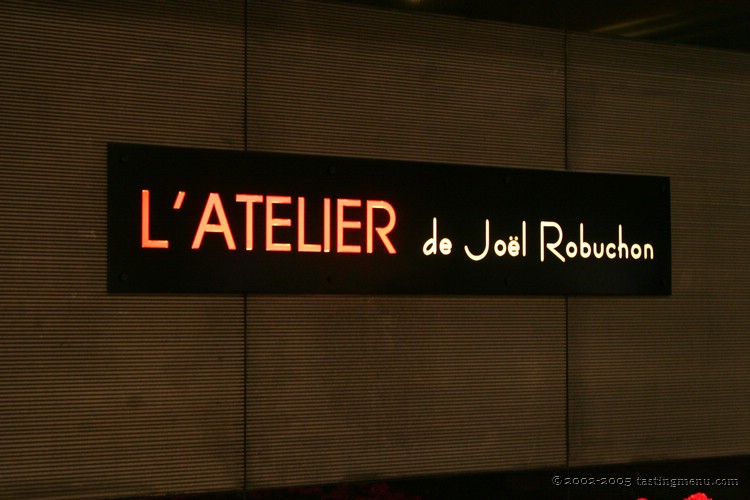 L'ATELIER de Joël Robuchon
©2002-2005 tastingmenu.com